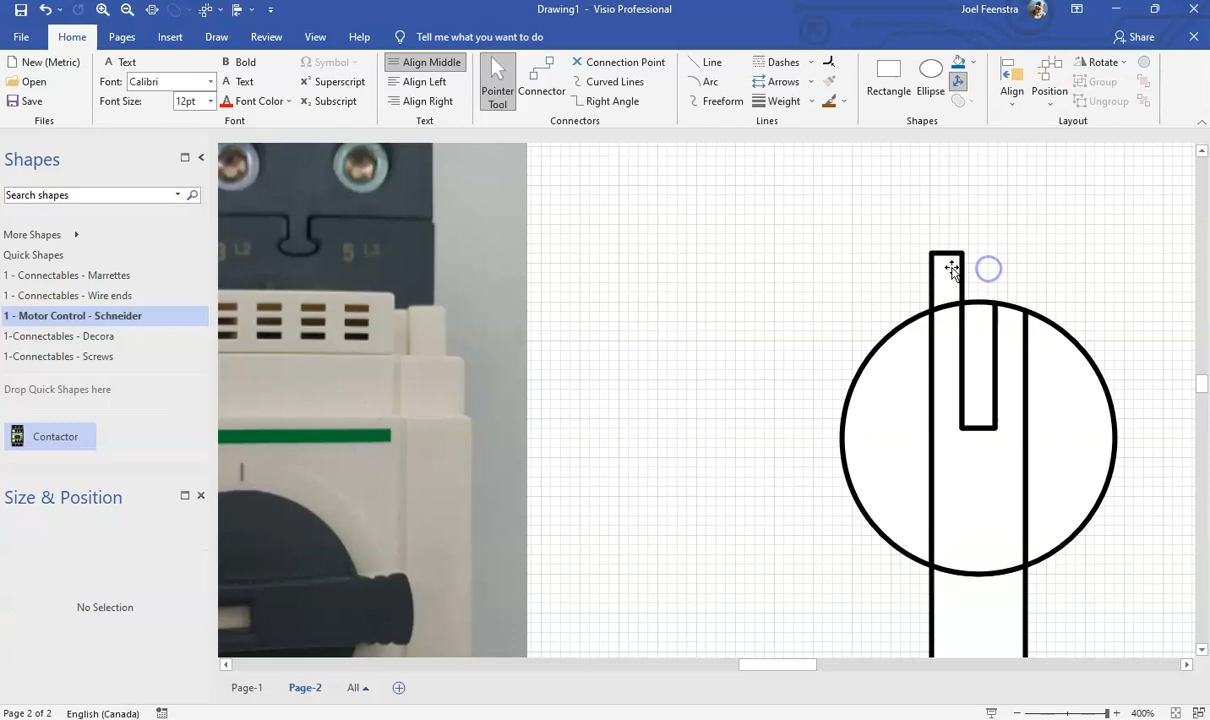 Drawing1 - Visio Professional
Joel Feenstra
File
Home
Pages
Insert
Draw
Review
View
Help
Tell me what you want to do
Share
New (Metric)
Open
Save
Files
Text
Font: Calibri
Font Size: 12pt
Bold
Text
Font Color
Symbol
Superscript
Subscript
Font
Align Middle
Align Left
Align Right
Text
Pointer Tool
Connector
Connection Point
Curved Lines
Right Angle
Connectors
Line
Arc
Freeform
Dashes
Arrows
Weight
Lines
Rectangle
Ellipse
Shapes
Align
Position
Rotate
Group
Ungroup
Layout
Shapes
Search shapes
More Shapes
Quick Shapes
1 - Connectables - Marrettes
1 - Connectables - Wire ends
1 - Motor Control - Schneider
1-Connectables - Decora
1-Connectables - Screws
Drop Quick Shapes here
Contactor
Size & Position
No Selection
3 L2
5 L3
Page-1
Page-2
All
Page 2 of 2
English (Canada)
400%